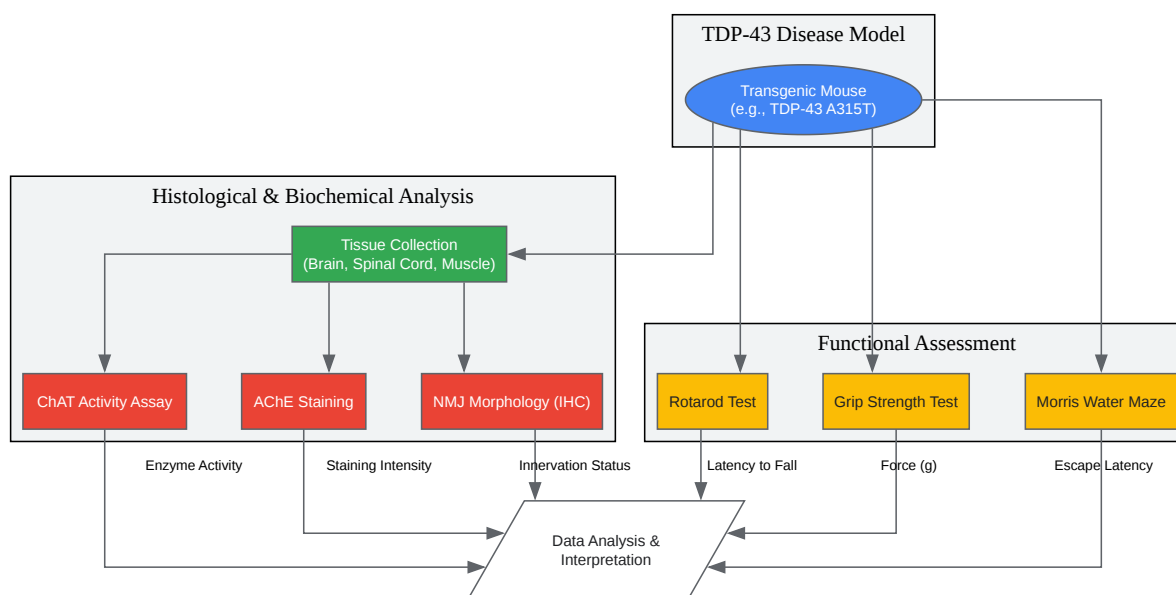 TDP-43 Disease Model
Transgenic Mouse
(e.g., TDP-43 A315T)
Histological & Biochemical Analysis
Tissue Collection
(Brain, Spinal Cord, Muscle)
Functional Assessment
ChAT Activity Assay
AChE Staining
NMJ Morphology (IHC)
Rotarod Test
Grip Strength Test
Morris Water Maze
Enzyme Activity
Staining Intensity
Innervation Status
Latency to Fall
Force (g)
Escape Latency
Data Analysis &
Interpretation